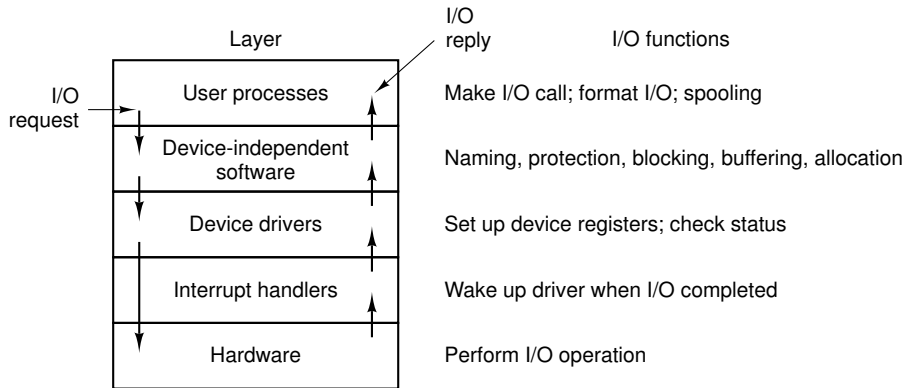 I/O
reply
Layer
I/O functions
I/O
request
User processes
Make I/O call; format I/O; spooling
Device-independent
software
Naming, protection, blocking, buffering, allocation
Device drivers
Set up device registers; check status
Interrupt handlers
Wake up driver when I/O completed
Hardware
Perform I/O operation